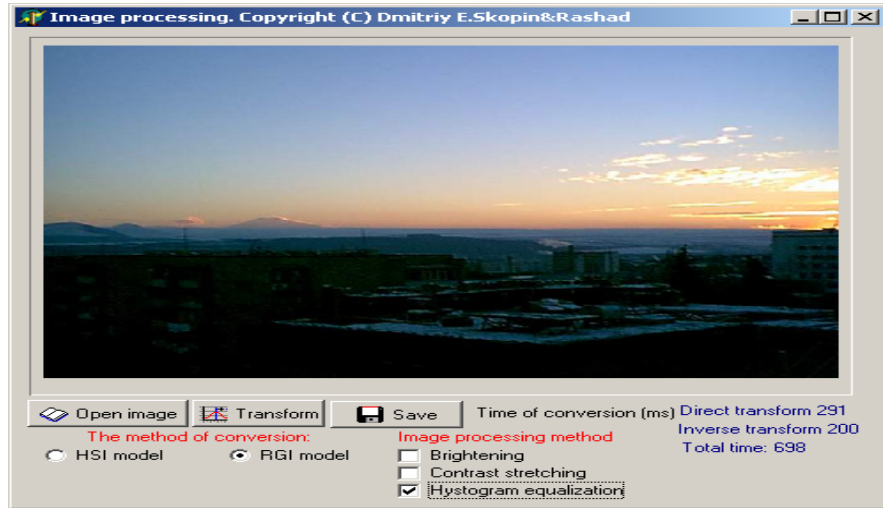 Image processing. Copyright (C) Dmitriy E.Skopin&Rashad
Open image
Transform
Save
Time of conversion (ms)
Direct transform 291
Inverse transform 200
Total time: 698
The method of conversion:
HSI model
RGI model
Image processing method
Brightening
Contrast stretching
Hystogram equalization